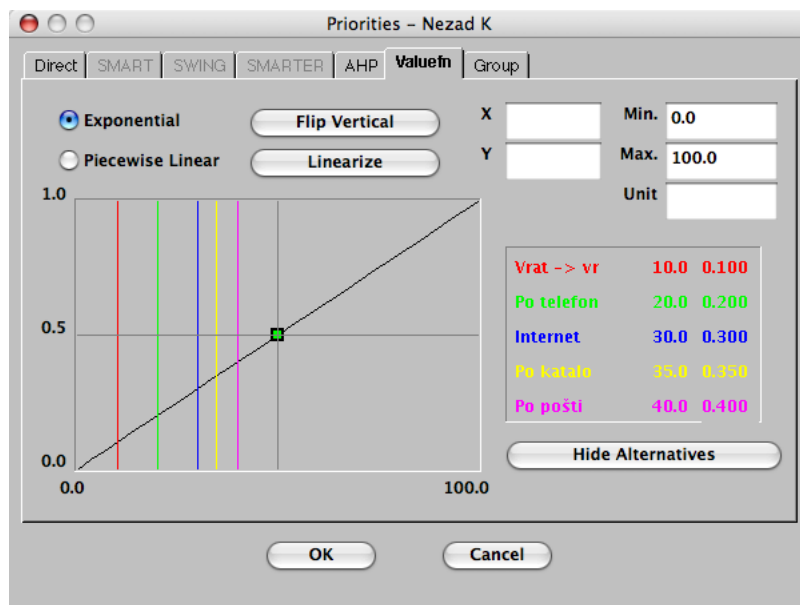 Priorities – Nezad K
Direct SMART SWING SMARTER AHP Valuefn Group
Exponential Flip Vertical X Min. 0.0
Piecewise Linear Linearize Y Max. 100.0
Unit
1.0
Vrat -> vr 10.0 0.100
Po telefon 20.0 0.200
0.5
Internet 30.0 0.300
Po katalo 35.0 0.350
Po pošti 40.0 0.400
0.0
Hide Alternatives
0.0 100.0
OK Cancel